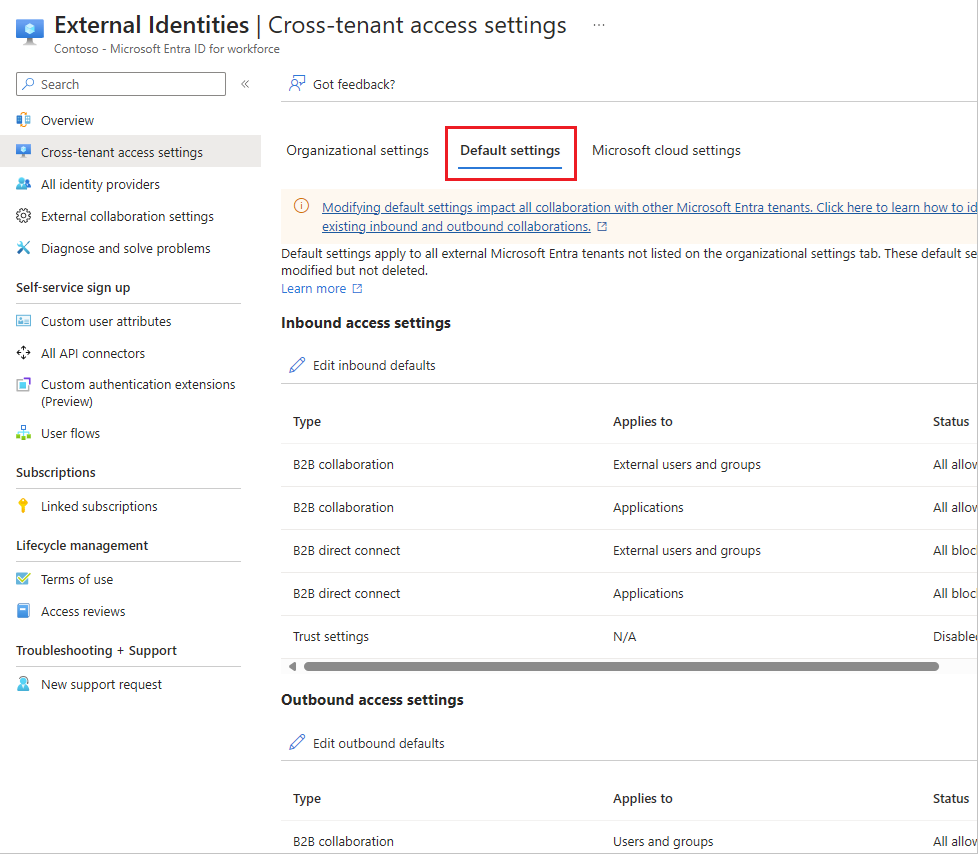 External Identities | Cross-tenant access settings ...
Contoso - Microsoft Entra ID for workforce
Search
«
Overview
Cross-tenant access settings
All identity providers
External collaboration settings
Diagnose and solve problems
Self-service sign up
Custom user attributes
All API connectors
Custom authentication extensions
(Preview)
User flows
Subscriptions
Linked subscriptions
Lifecycle management
Terms of use
Access reviews
Troubleshooting + Support
New support request
Got feedback?
Organizational settings Default settings Microsoft cloud settings
Modifying default settings impact all collaboration with other Microsoft Entra tenants. Click here to learn how to id
existing inbound and outbound collaborations.
Default settings apply to all external Microsoft Entra tenants not listed on the organizational settings tab. These default se
modified but not deleted.
Learn more
Inbound access settings
Edit inbound defaults
Type Applies to Status
B2B collaboration External users and groups All allow
B2B collaboration Applications All allow
B2B direct connect External users and groups All bloc
B2B direct connect Applications All bloc
Trust settings N/A Disable
Outbound access settings
Edit outbound defaults
Type Applies to Status
B2B collaboration Users and groups All allow